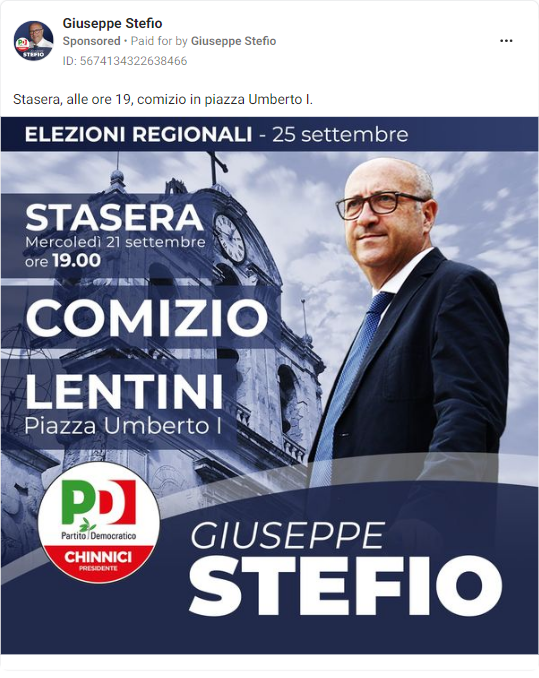 Giuseppe Stefio
Sponsored • Paid for by Giuseppe Stefio
ID: 5674134322638466
Stasera, alle ore 19, comizio in piazza Umberto I.
ELEZIONI REGIONALI - 25 settembre
STASERA
Mercoledì 21 settembre
ore 19.00
COMIZIO
LENTINI
Piazza Umberto I
PD
Partito Democratico
CHINNICI
PRESIDENTE
GIUSEPPE
STEFIO